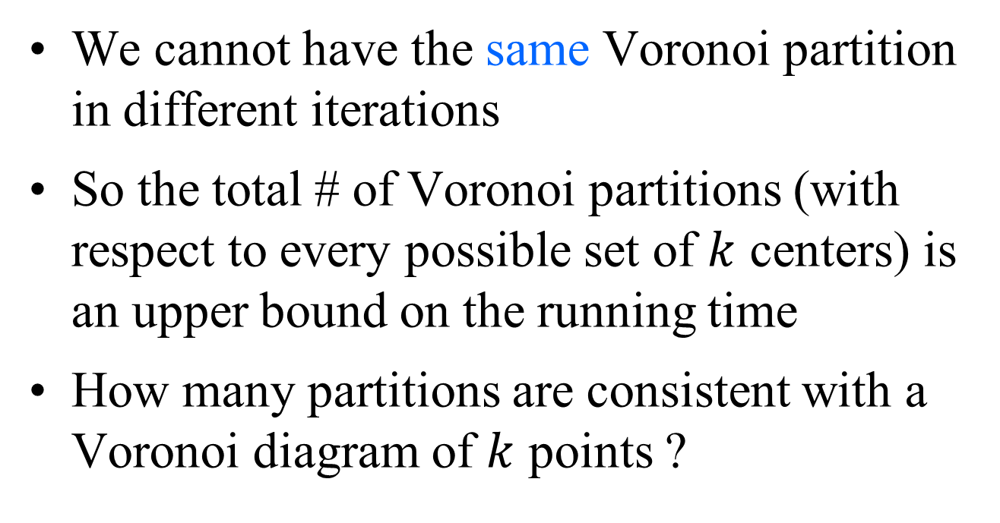 • We cannot have the same Voronoi partition
in different iterations
• So the total # of Voronoi partitions (with
respect to every possible set of k centers) is
an upper bound on the running time
• How many partitions are consistent with a
Voronoi diagram of k points ?